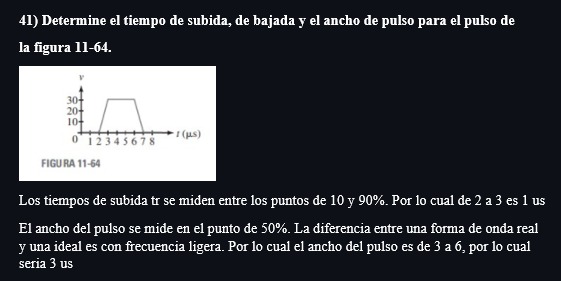 41) Determine el tiempo de subida, de bajada y el ancho de pulso para el pulso de
la figura 11-64.
v
30
20
10
0 1 2 3 4 5 6 7 8 t (μs)
FIGURA 11-64
Los tiempos de subida tr se miden entre los puntos de 10 y 90%. Por lo cual de 2 a 3 es 1 us
El ancho del pulso se mide en el punto de 50%. La diferencia entre una forma de onda real
y una ideal es con frecuencia ligera. Por lo cual el ancho del pulso es de 3 a 6, por lo cual
seria 3 us